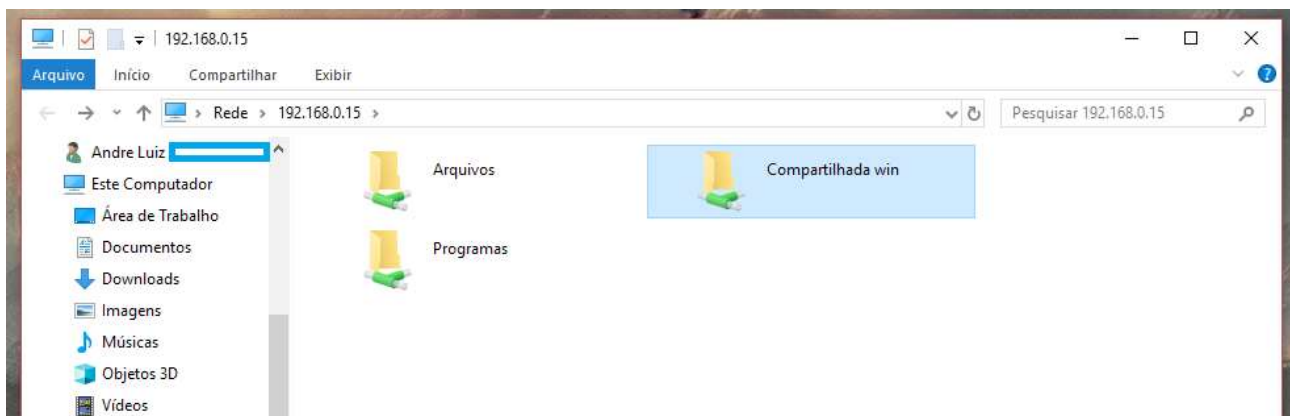 192.168.0.15
Arquivo Início Compartilhar Exibir
Rede 192.168.0.15 Pesquisar 192.168.0.15
Andre Luiz
Este Computador
Área de Trabalho
Documentos
Downloads
Imagens
Músicas
Objetos 3D
Vídeos
Arquivos Compartilhada win
Programas